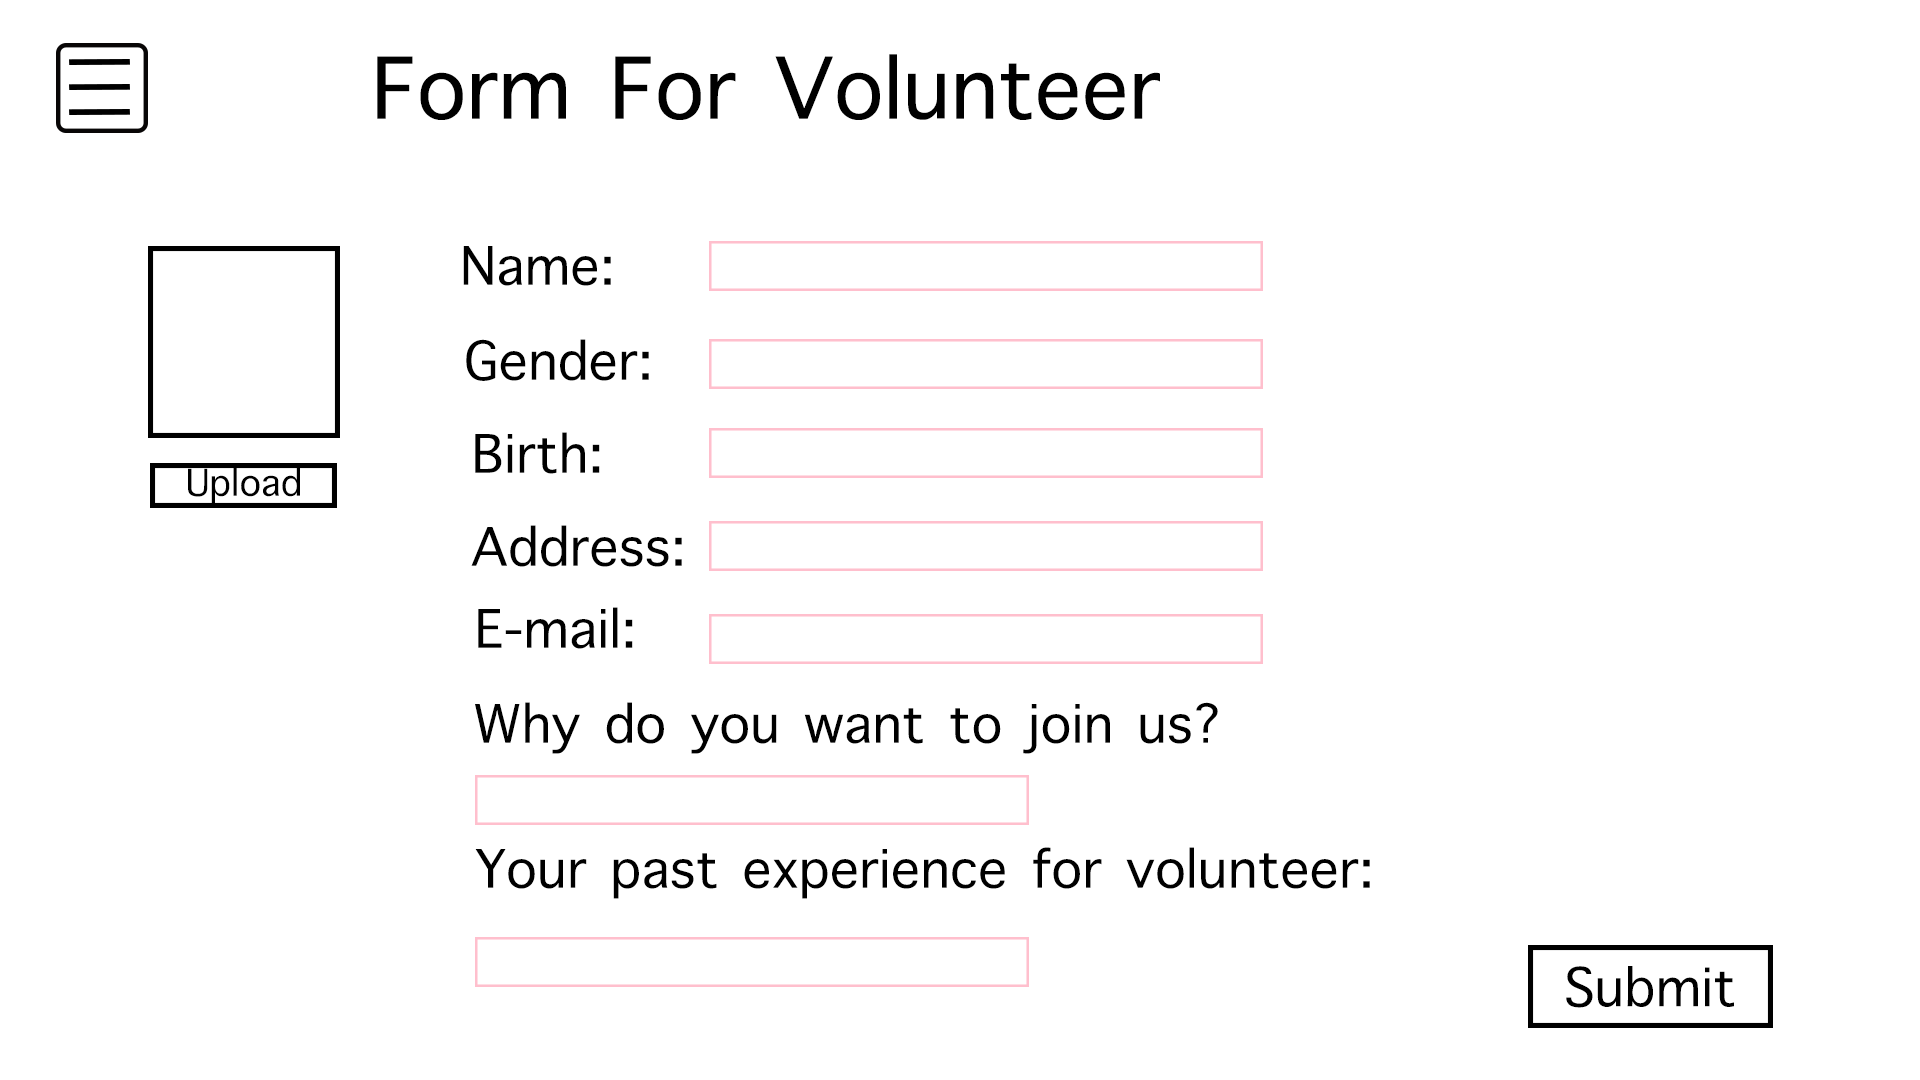 Form For Volunteer
Name:
Gender:
Birth:
Upload
Address:
E-mail:
Why do you want to join us?
Your past experience for volunteer:
Submit